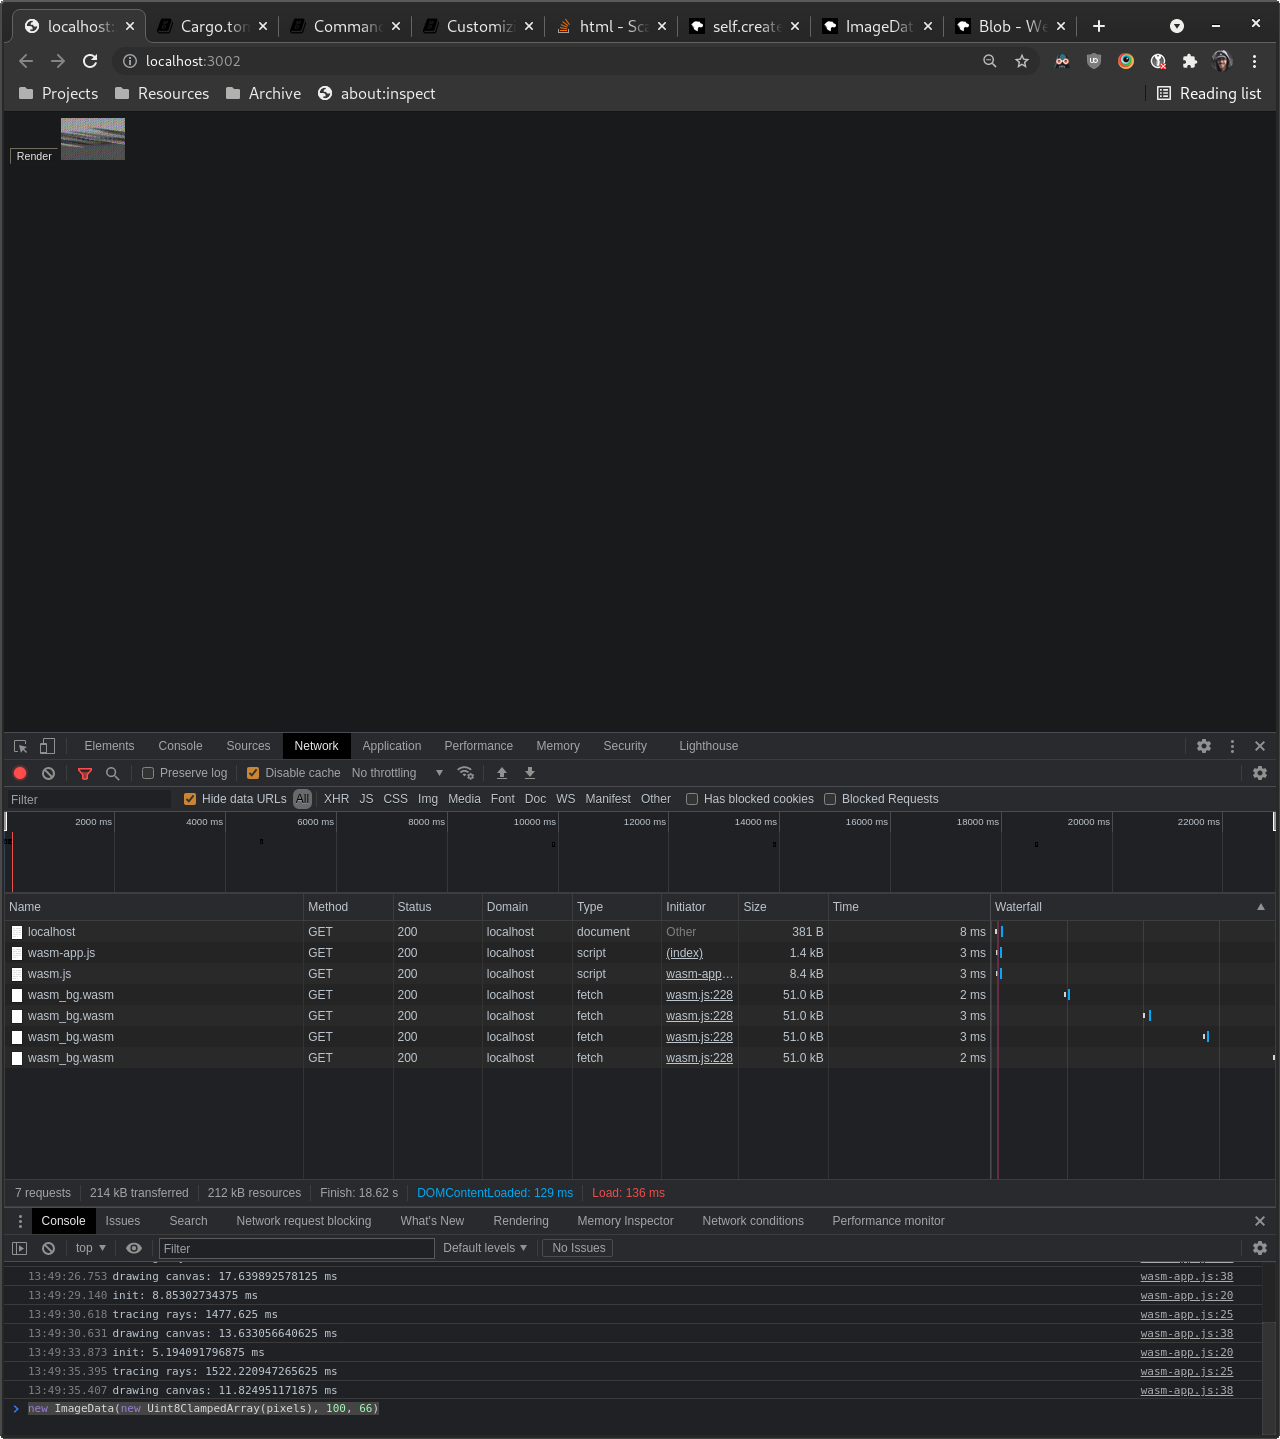 localhost: Cargo.tom Command Customizi html - Sca self.create ImageDat Blob - We
localhost:3002
Projects Resources Archive about:inspect Reading list
Render
Elements Console Sources Network Application Performance Memory Security Lighthouse
Preserve log Disable cache No throttling
Filter Hide data URLs All XHR JS CSS Img Media Font Doc WS Manifest Other Has blocked cookies Blocked Requests
2000 ms 4000 ms 6000 ms 8000 ms 10000 ms 12000 ms 14000 ms 16000 ms 18000 ms 20000 ms 22000 ms
Name Method Status Domain Type Initiator Size Time Waterfall
localhost GET 200 localhost document Other 381 B 8 ms
wasm-app.js GET 200 localhost script (index) 1.4 kB 3 ms
wasm.js GET 200 localhost script wasm-app… 8.4 kB 3 ms
wasm_bg.wasm GET 200 localhost fetch wasm.js:228 51.0 kB 2 ms
wasm_bg.wasm GET 200 localhost fetch wasm.js:228 51.0 kB 3 ms
wasm_bg.wasm GET 200 localhost fetch wasm.js:228 51.0 kB 3 ms
wasm_bg.wasm GET 200 localhost fetch wasm.js:228 51.0 kB 2 ms
7 requests 214 kB transferred 212 kB resources Finish: 18.62 s DOMContentLoaded: 129 ms Load: 136 ms
Console Issues Search Network request blocking What's New Rendering Memory Inspector Network conditions Performance monitor
top Filter Default levels No Issues
13:49:26.753 drawing canvas: 17.639892578125 ms wasm-app.js:38
13:49:29.140 init: 8.85302734375 ms wasm-app.js:20
13:49:30.618 tracing rays: 1477.625 ms wasm-app.js:25
13:49:30.631 drawing canvas: 13.633056640625 ms wasm-app.js:38
13:49:33.873 init: 5.194091796875 ms wasm-app.js:20
13:49:35.395 tracing rays: 1522.220947265625 ms wasm-app.js:25
13:49:35.407 drawing canvas: 11.824951171875 ms wasm-app.js:38
new ImageData(new Uint8ClampedArray(pixels), 100, 66)